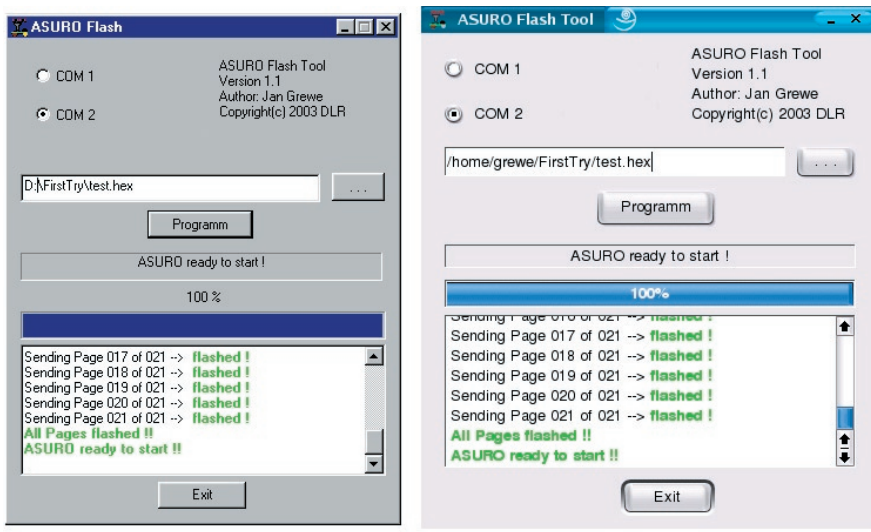 ASURO Flash
COM 1
COM 2
ASURO Flash Tool
Version 1.1
Author: Jan Grewe
Copyright(c) 2003 DLR
D:\FirstTry\test.hex
...
Programm
ASURO ready to start !
100 %
Sending Page 017 of 021 --> flashed !
Sending Page 018 of 021 --> flashed !
Sending Page 019 of 021 --> flashed !
Sending Page 020 of 021 --> flashed !
Sending Page 021 of 021 --> flashed !
All Pages flashed !!
ASURO ready to start !!
Exit
ASURO Flash Tool
COM 1
COM 2
ASURO Flash Tool
Version 1.1
Author: Jan Grewe
Copyright(c) 2003 DLR
/home/grewe/FirstTry/test.hex
...
Programm
ASURO ready to start !
100%
Sending Page 016 of 021 --> flashed !
Sending Page 017 of 021 --> flashed !
Sending Page 018 of 021 --> flashed !
Sending Page 019 of 021 --> flashed !
Sending Page 020 of 021 --> flashed !
Sending Page 021 of 021 --> flashed !
All Pages flashed !!
ASURO ready to start !!
Exit